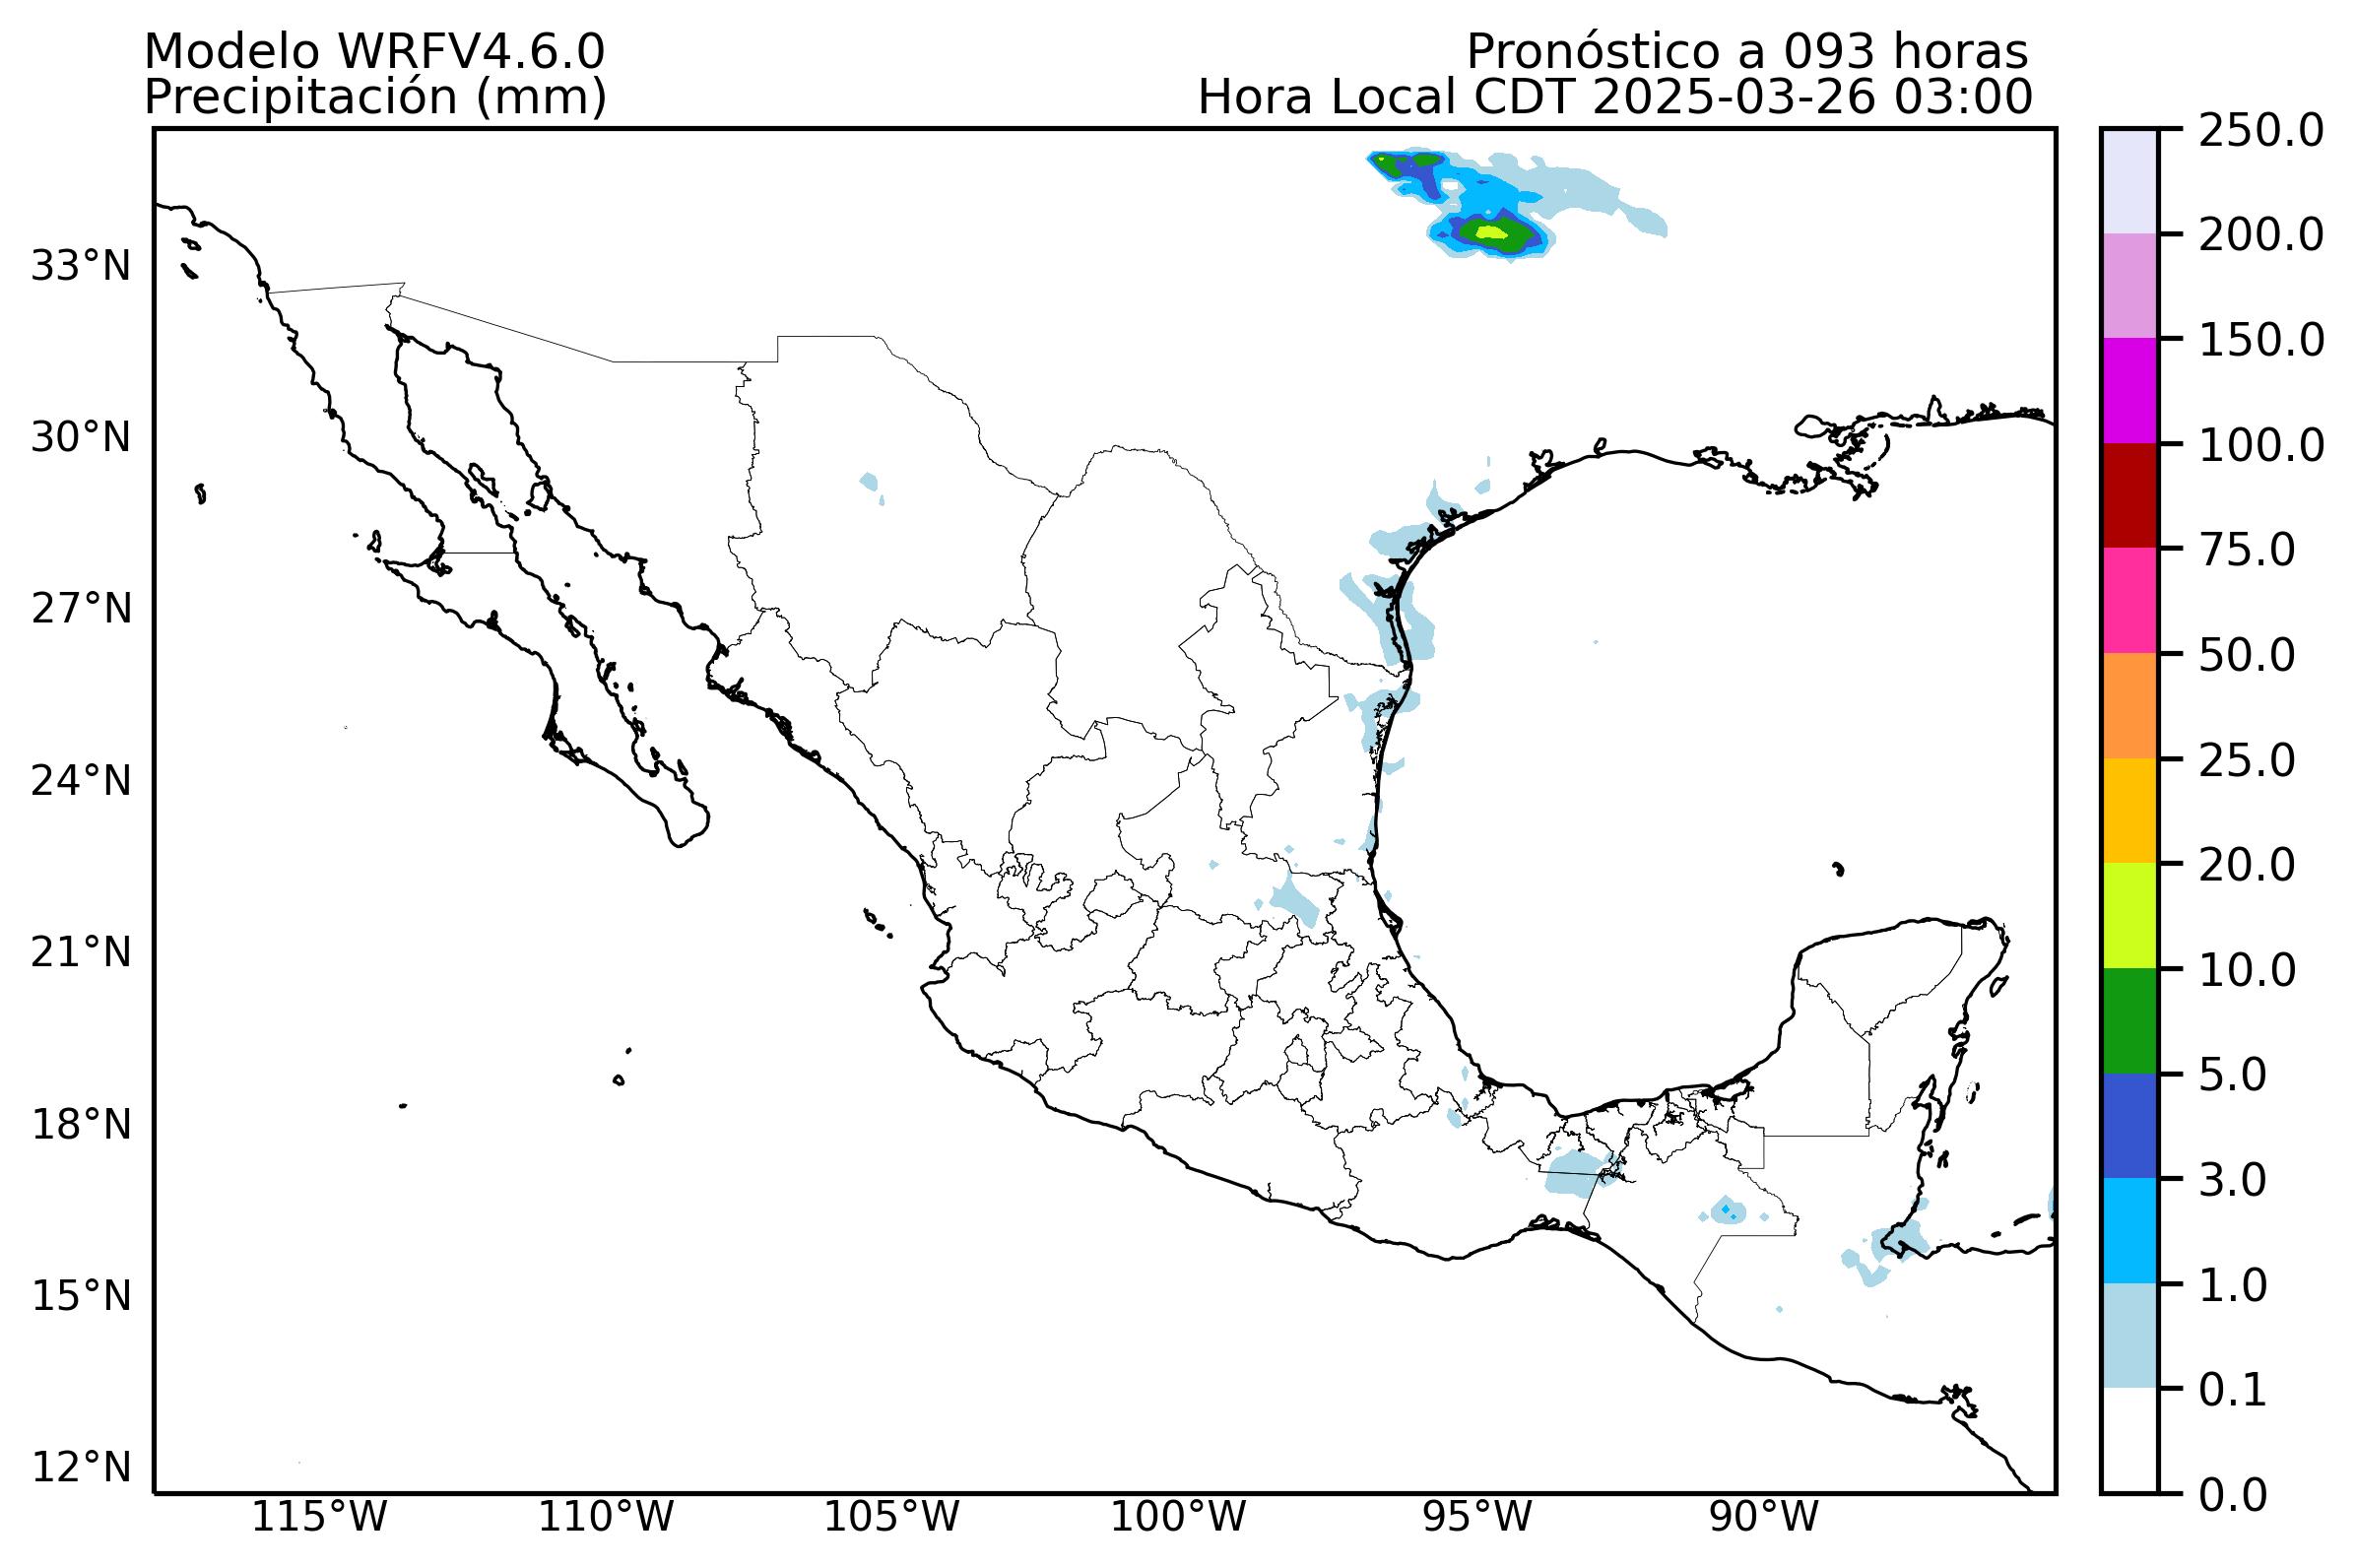 Modelo WRFV4.6.0
Precipitación (mm)
Pronóstico a 093 horas
Hora Local CDT 2025-03-26 03:00
33°N
30°N
27°N
24°N
21°N
18°N
15°N
12°N
115°W
110°W
105°W
100°W
95°W
90°W
250.0
200.0
150.0
100.0
75.0
50.0
25.0
20.0
10.0
5.0
3.0
1.0
0.1
0.0